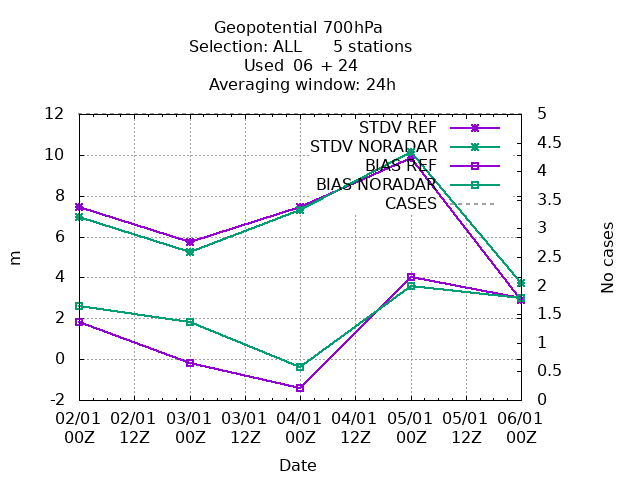 Geopotential 700hPa
Selection: ALL 5 stations
Used 06 + 24
Averaging window: 24h
12
10
8
6
4
2
0
-2
m
5
4.5
4
3.5
3
2.5
2
1.5
1
0.5
0
No cases
STDV REF
STDV NORADAR
BIAS REF
BIAS NORADAR
CASES
02/01 02/01 03/01 03/01 04/01 04/01 05/01 05/01 06/01
00Z 12Z 00Z 12Z 00Z 12Z 00Z 12Z 00Z
Date